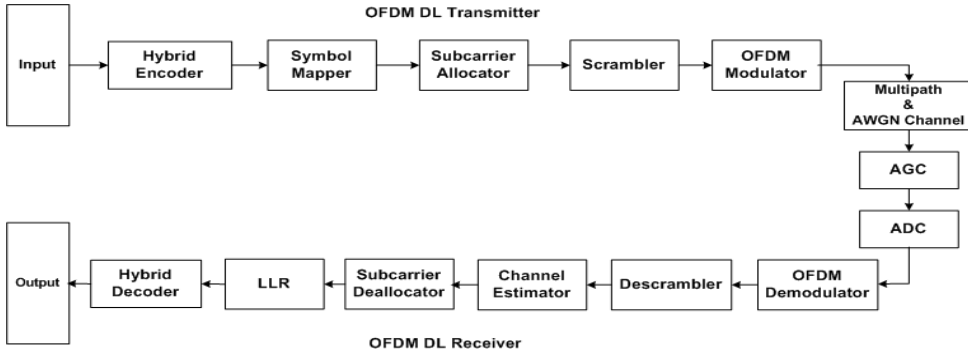 OFDM DL Transmitter
Input
Hybrid
Encoder
Symbol
Mapper
Subcarrier
Allocator
Scrambler
OFDM
Modulator
Multipath
&
AWGN Channel
AGC
ADC
OFDM
Demodulator
Descrambler
Channel
Estimator
Subcarrier
Deallocator
LLR
Hybrid
Decoder
Output
OFDM DL Receiver